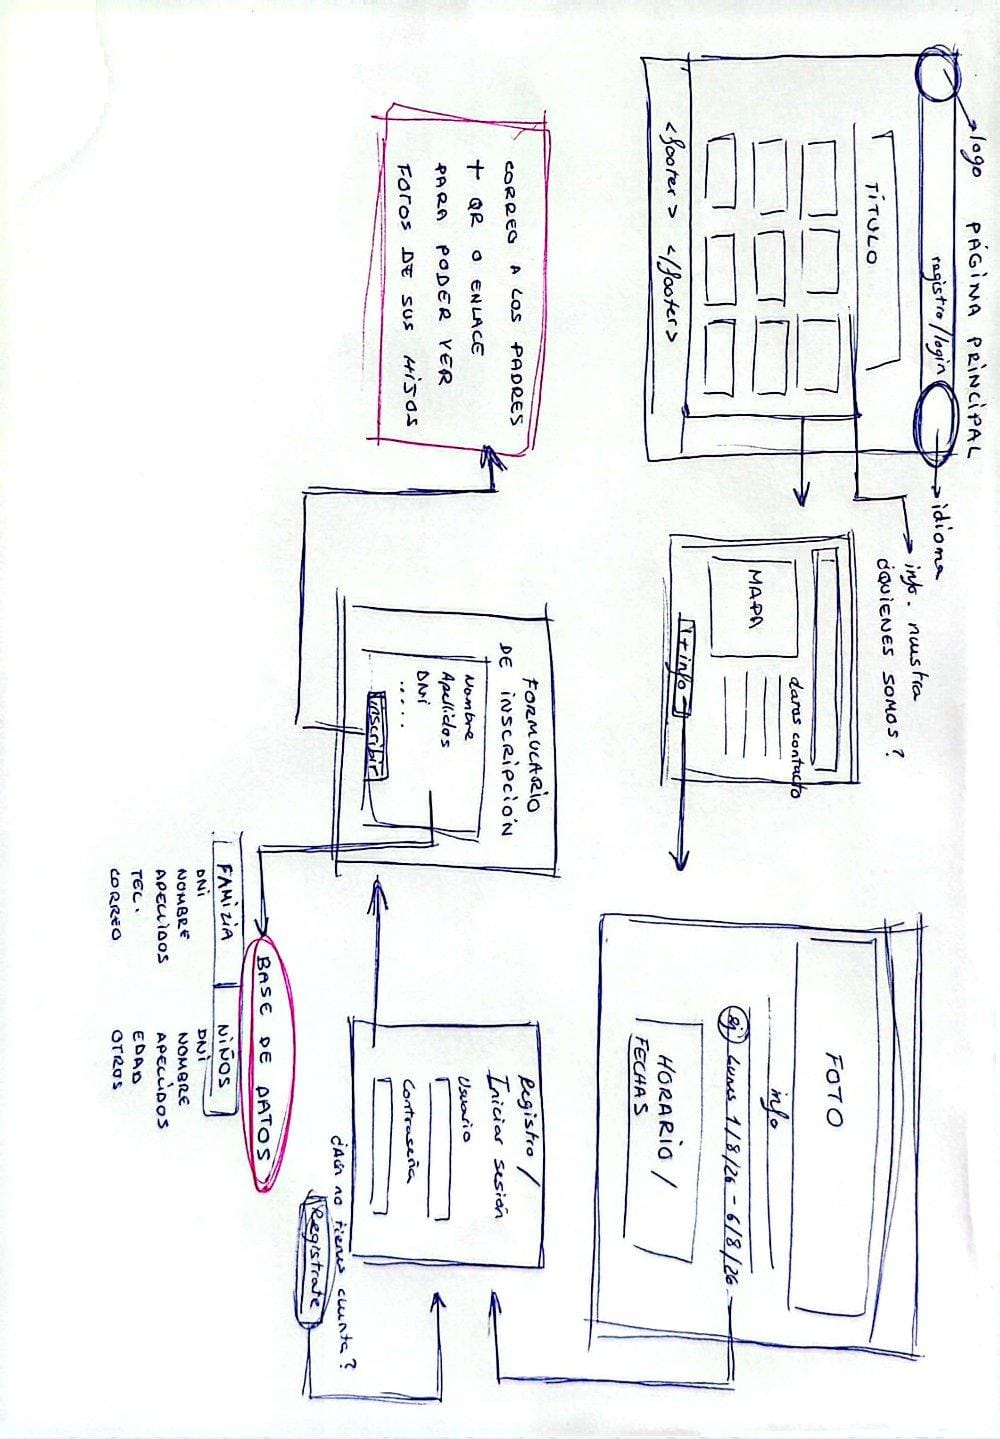 logo PÁGINA PRINCIPAL
registro/login
idioma
info. nuestra
¿QUIENES SOMOS?
TÍTULO
<footer> </footer>
datos contacto
MAPA
+ info
FOTO
info
ej Lunes 1/8/26 - 6/8/26
HORARIO /
FECHAS
Registro /
Iniciar sesión
Usuario
Contraseña
¿Aún no tienes cuenta?
Registrate
FORMULARIO
DE INSCRIPCIÓN
Nombre
Apellidos
DNI
.....
inscribir
CORREO A LOS PADRES
+ QR O ENLACE
PARA PODER VER
FOTOS DE SUS HIJOS
BASE DE DATOS
FAMILIA NIÑOS
DNI DNI
NOMBRE NOMBRE
APELLIDOS APELLIDOS
TEL. EDAD
CORREO OTROS